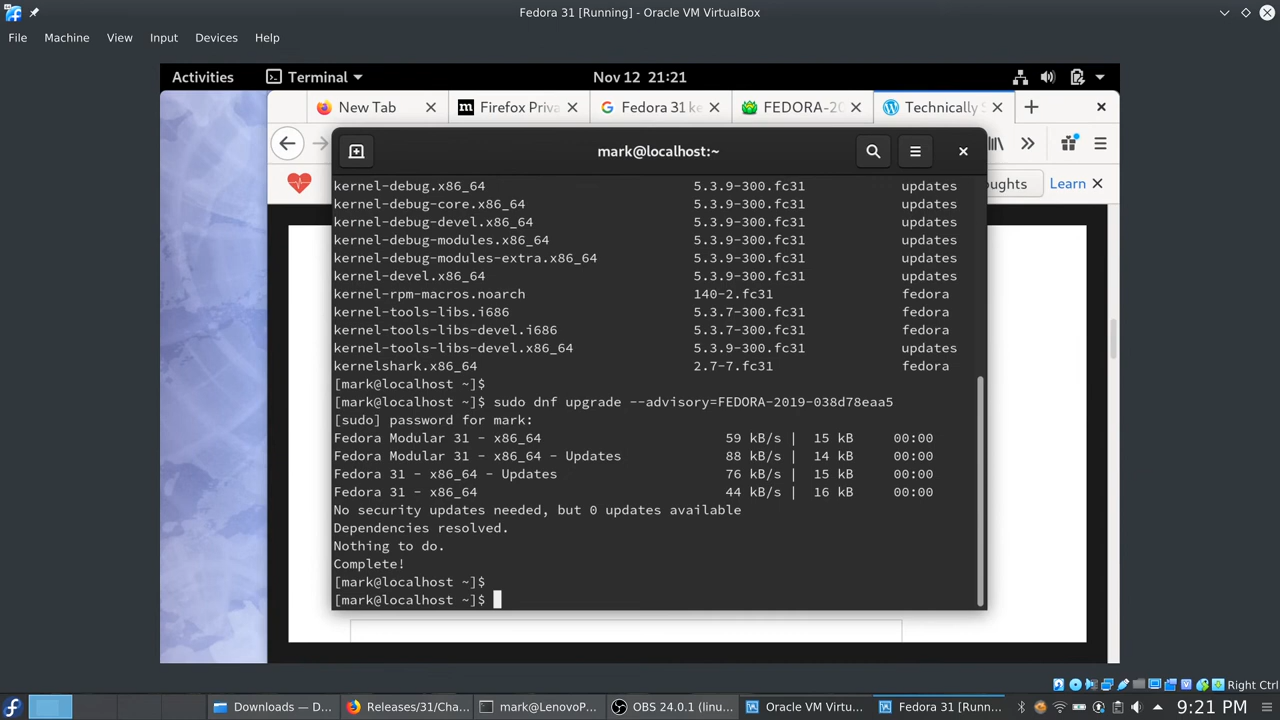 Fedora 31 [Running] - Oracle VM VirtualBox
File Machine View Input Devices Help
Activities Terminal Nov 12 21:21
New Tab Firefox Priva Fedora 31 ke FEDORA-20 Technically S
mark@localhost:~
oughts Learn
kernel-debug.x86_64 5.3.9-300.fc31 updates
kernel-debug-core.x86_64 5.3.9-300.fc31 updates
kernel-debug-devel.x86_64 5.3.9-300.fc31 updates
kernel-debug-modules.x86_64 5.3.9-300.fc31 updates
kernel-debug-modules-extra.x86_64 5.3.9-300.fc31 updates
kernel-devel.x86_64 5.3.9-300.fc31 updates
kernel-rpm-macros.noarch 140-2.fc31 fedora
kernel-tools-libs.i686 5.3.7-300.fc31 fedora
kernel-tools-libs-devel.i686 5.3.7-300.fc31 fedora
kernel-tools-libs-devel.x86_64 5.3.9-300.fc31 updates
kernelshark.x86_64 2.7-7.fc31 fedora
[mark@localhost ~]$
[mark@localhost ~]$ sudo dnf upgrade --advisory=FEDORA-2019-038d78eaa5
[sudo] password for mark:
Fedora Modular 31 - x86_64 59 kB/s | 15 kB 00:00
Fedora Modular 31 - x86_64 - Updates 88 kB/s | 14 kB 00:00
Fedora 31 - x86_64 - Updates 76 kB/s | 15 kB 00:00
Fedora 31 - x86_64 44 kB/s | 16 kB 00:00
No security updates needed, but 0 updates available
Dependencies resolved.
Nothing to do.
Complete!
[mark@localhost ~]$
[mark@localhost ~]$
Right Ctrl
Downloads — D... Releases/31/Cha... mark@LenovoP... OBS 24.0.1 (linu... Oracle VM Virtu... Fedora 31 [Runn... 9:21 PM